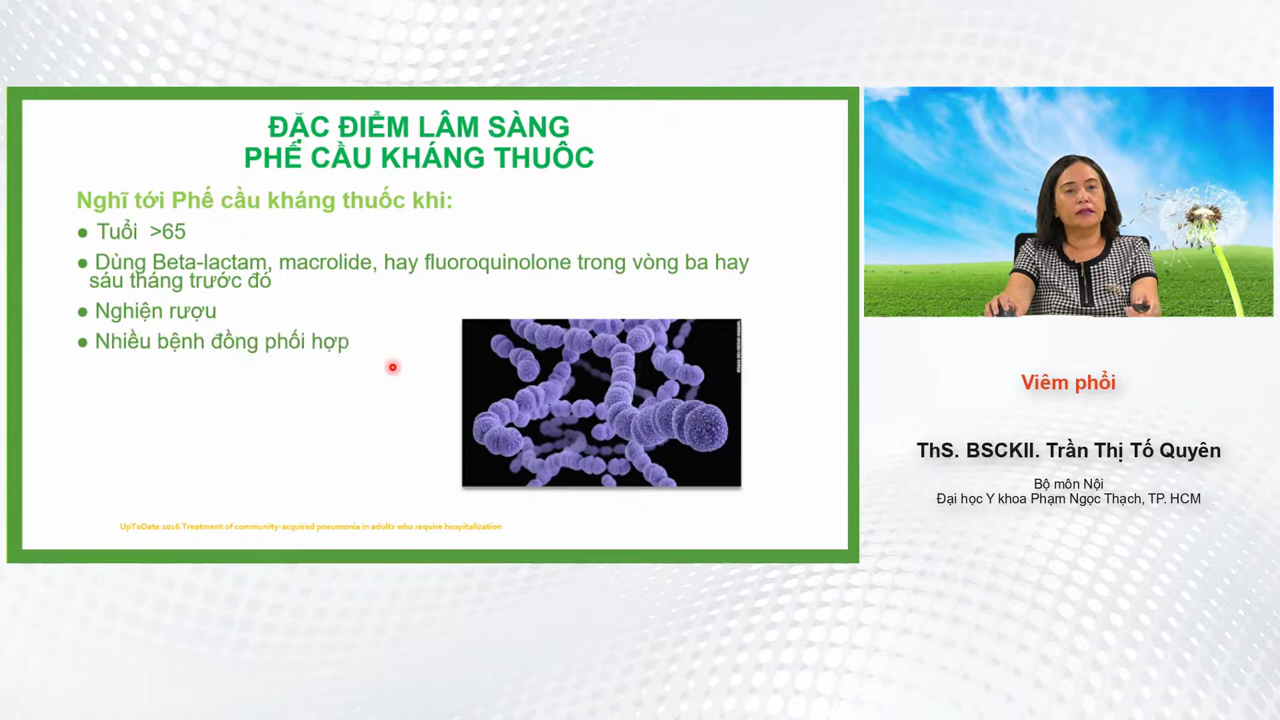 ĐẶC ĐIỂM LÂM SÀNG
PHẾ CẦU KHÁNG THUỐC
Nghĩ tới Phế cầu kháng thuốc khi:
● Tuổi >65
● Dùng Beta-lactam, macrolide, hay fluoroquinolone trong vòng ba hay
sáu tháng trước đó
● Nghiện rượu
● Nhiều bệnh đồng phối hợp
UpToDate 2016 Treatment of community-acquired pneumonia in adults who require hospitalization
Viêm phổi
ThS. BSCKII. Trần Thị Tố Quyên
Bộ môn Nội
Đại học Y khoa Phạm Ngọc Thạch, TP. HCM